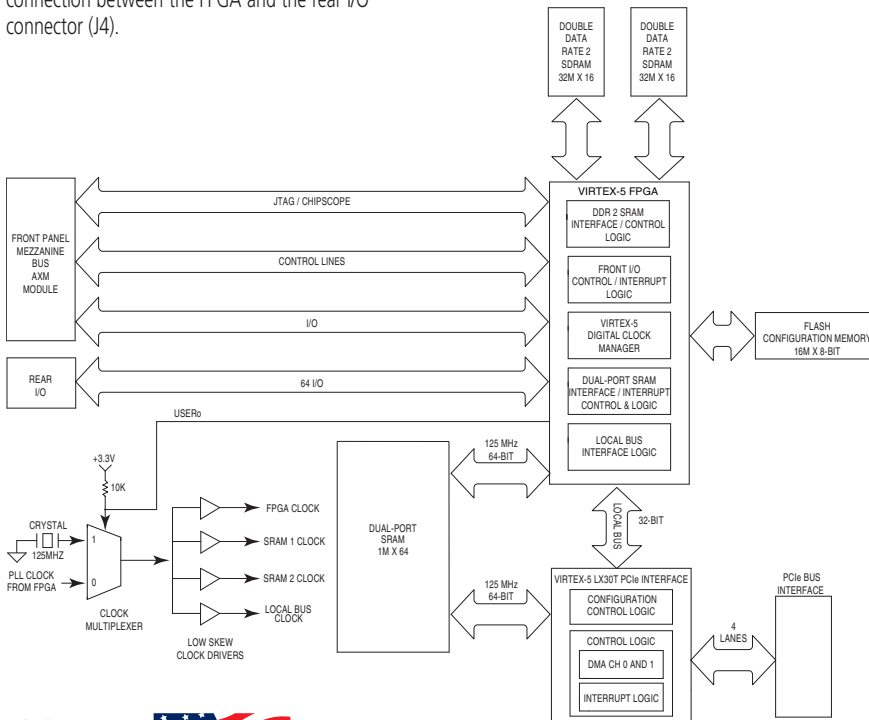 connection between the FPGA and the rear I/O
connector (J4).
DOUBLE
DATA
RATE 2
SDRAM
32M X 16
DOUBLE
DATA
RATE 2
SDRAM
32M X 16
FRONT PANEL
MEZZANINE
BUS
AXM
MODULE
JTAG / CHIPSCOPE
CONTROL LINES
I/O
REAR
I/O
64 I/O
USERo
VIRTEX-5 FPGA
DDR 2 SRAM
INTERFACE / CONTROL
LOGIC
FRONT I/O
CONTROL / INTERRUPT
LOGIC
VIRTEX-5
DIGITAL CLOCK
MANAGER
DUAL-PORT SRAM
INTERFACE / INTERRUPT
CONTROL & LOGIC
LOCAL BUS
INTERFACE LOGIC
FLASH
CONFIGURATION MEMORY
16M X 8-BIT
+3.3V
10K
CRYSTAL
125MHZ
PLL CLOCK
FROM FPGA
1
0
CLOCK
MULTIPLEXER
FPGA CLOCK
SRAM 1 CLOCK
SRAM 2 CLOCK
LOCAL BUS
CLOCK
LOW SKEW
CLOCK DRIVERS
DUAL-PORT
SRAM
1M X 64
125 MHz
64-BIT
125 MHz
64-BIT
LOCAL BUS
32-BIT
VIRTEX-5 LX30T PCIe INTERFACE
CONFIGURATION
CONTROL LOGIC
CONTROL LOGIC
DMA CH 0 AND 1
INTERRUPT LOGIC
4
LANES
PCIe BUS
INTERFACE